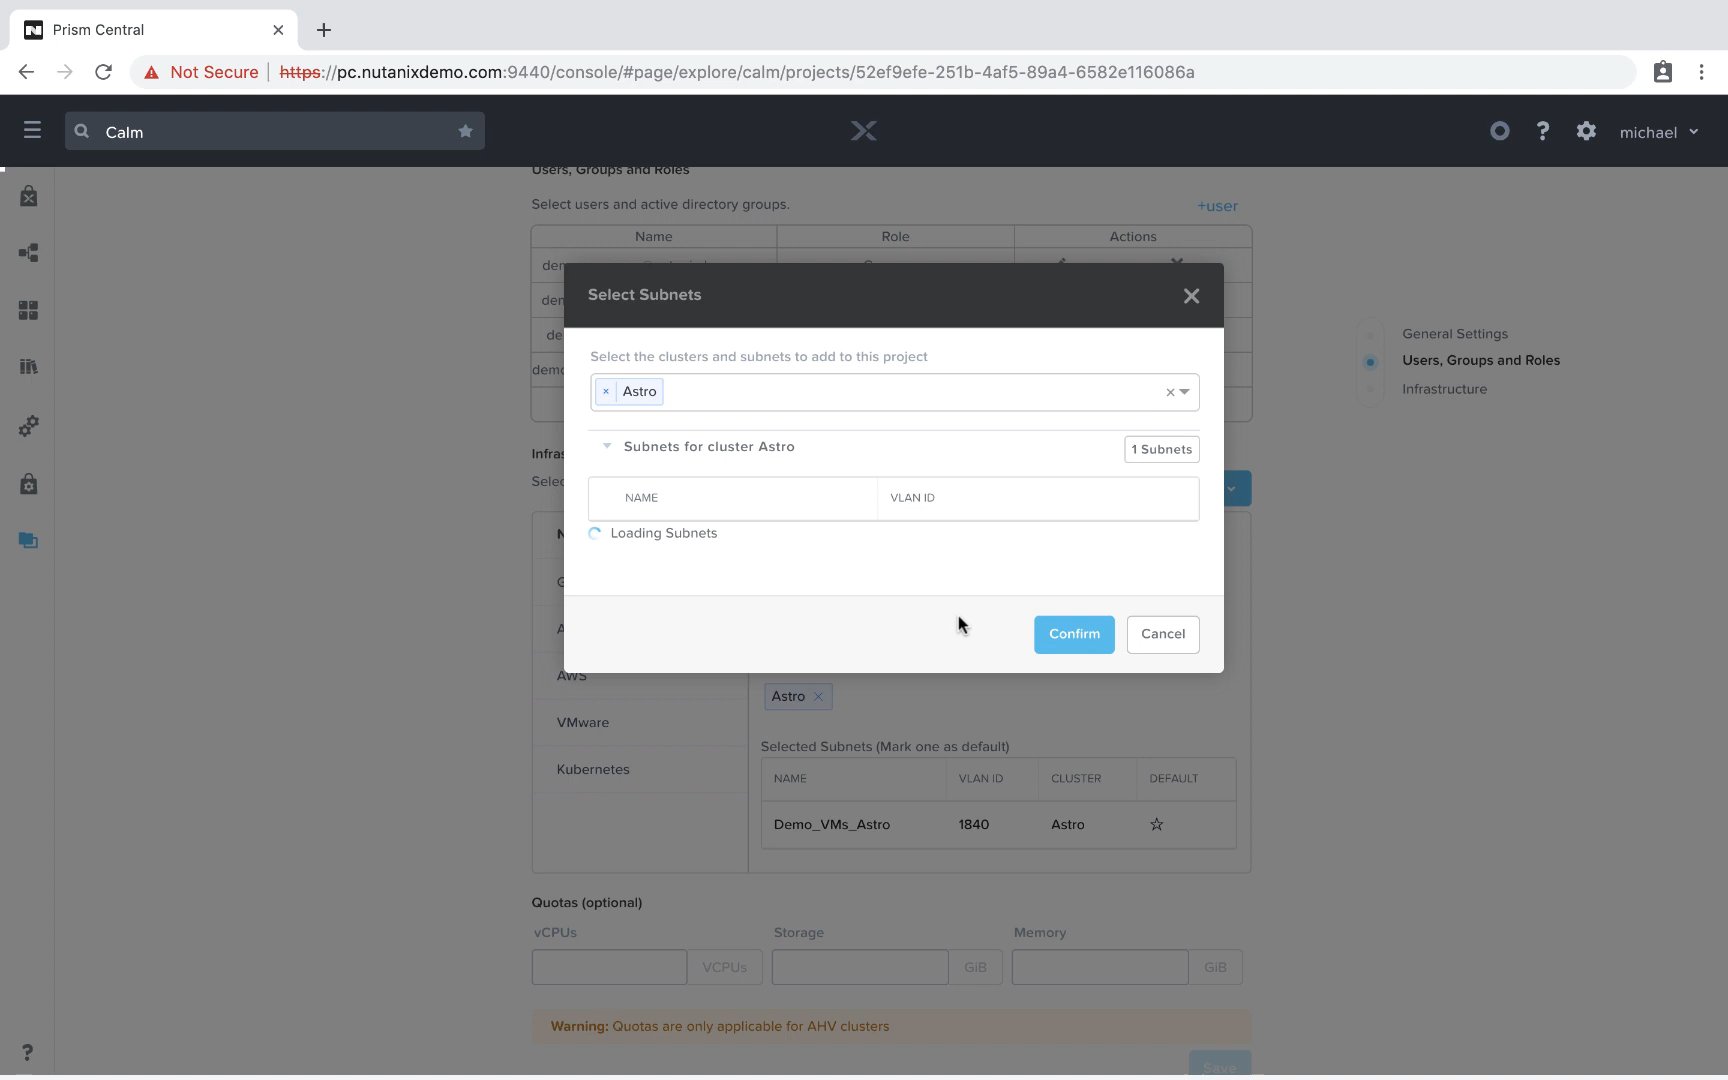 Prism Central
Not Secure | https://pc.nutanixdemo.com:9440/console/#page/explore/calm/projects/52ef9efe-251b-4af5-89a4-6582e116086a
Calm
michael
Users, Groups and Roles
Select users and active directory groups.
+user
Name Role Actions
Select Subnets
Select the clusters and subnets to add to this project
× Astro
Subnets for cluster Astro
1 Subnets
NAME VLAN ID
Loading Subnets
Confirm Cancel
General Settings
Users, Groups and Roles
Infrastructure
AWS
VMware
Kubernetes
Astro
Selected Subnets (Mark one as default)
NAME VLAN ID CLUSTER DEFAULT
Demo_VMs_Astro 1840 Astro
Quotas (optional)
vCPUs Storage Memory
VCPUs GiB GiB
Warning: Quotas are only applicable for AHV clusters
Save